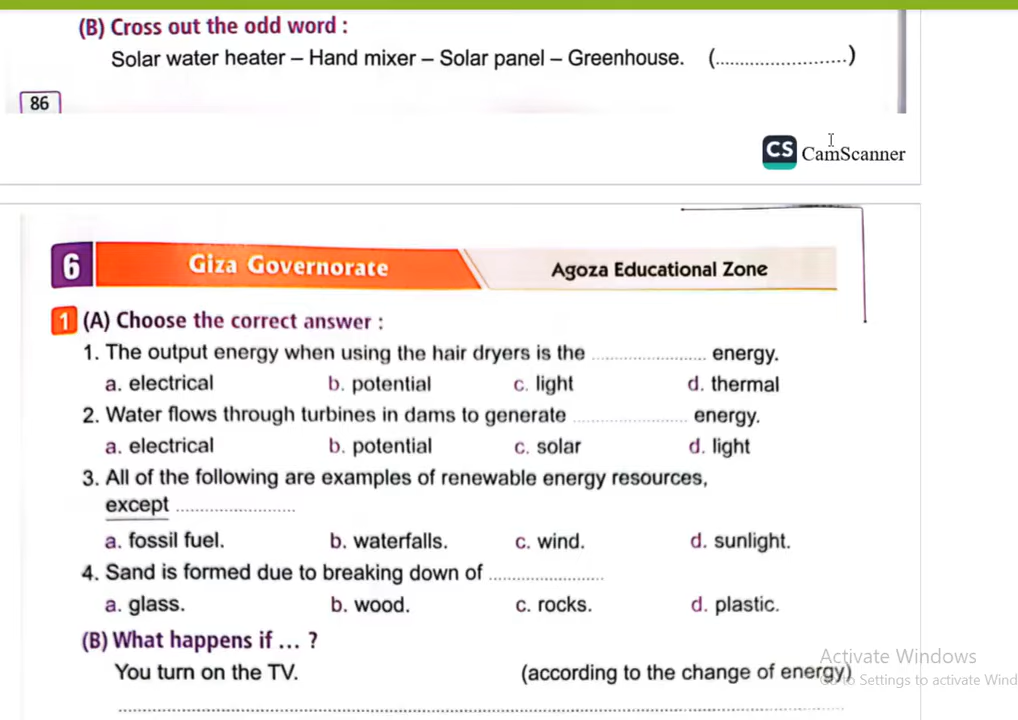 (B) Cross out the odd word :
Solar water heater – Hand mixer – Solar panel – Greenhouse. (........................)
86
CS CamScanner
6 Giza Governorate Agoza Educational Zone
1 (A) Choose the correct answer :
1. The output energy when using the hair dryers is the ........................ energy.
a. electrical b. potential c. light d. thermal
2. Water flows through turbines in dams to generate ........................ energy.
a. electrical b. potential c. solar d. light
3. All of the following are examples of renewable energy resources,
except ........................
a. fossil fuel. b. waterfalls. c. wind. d. sunlight.
4. Sand is formed due to breaking down of ........................
a. glass. b. wood. c. rocks. d. plastic.
(B) What happens if ... ?
You turn on the TV. (according to the change of energy)
Activate Windows
Go to Settings to activate Wind